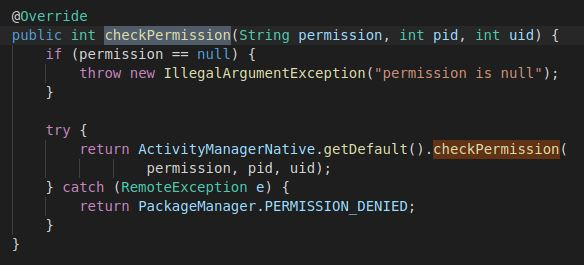 @Override
public int checkPermission(String permission, int pid, int uid) {
    if (permission == null) {
        throw new IllegalArgumentException("permission is null");
    }

    try {
        return ActivityManagerNative.getDefault().checkPermission(
                permission, pid, uid);
    } catch (RemoteException e) {
        return PackageManager.PERMISSION_DENIED;
    }
}